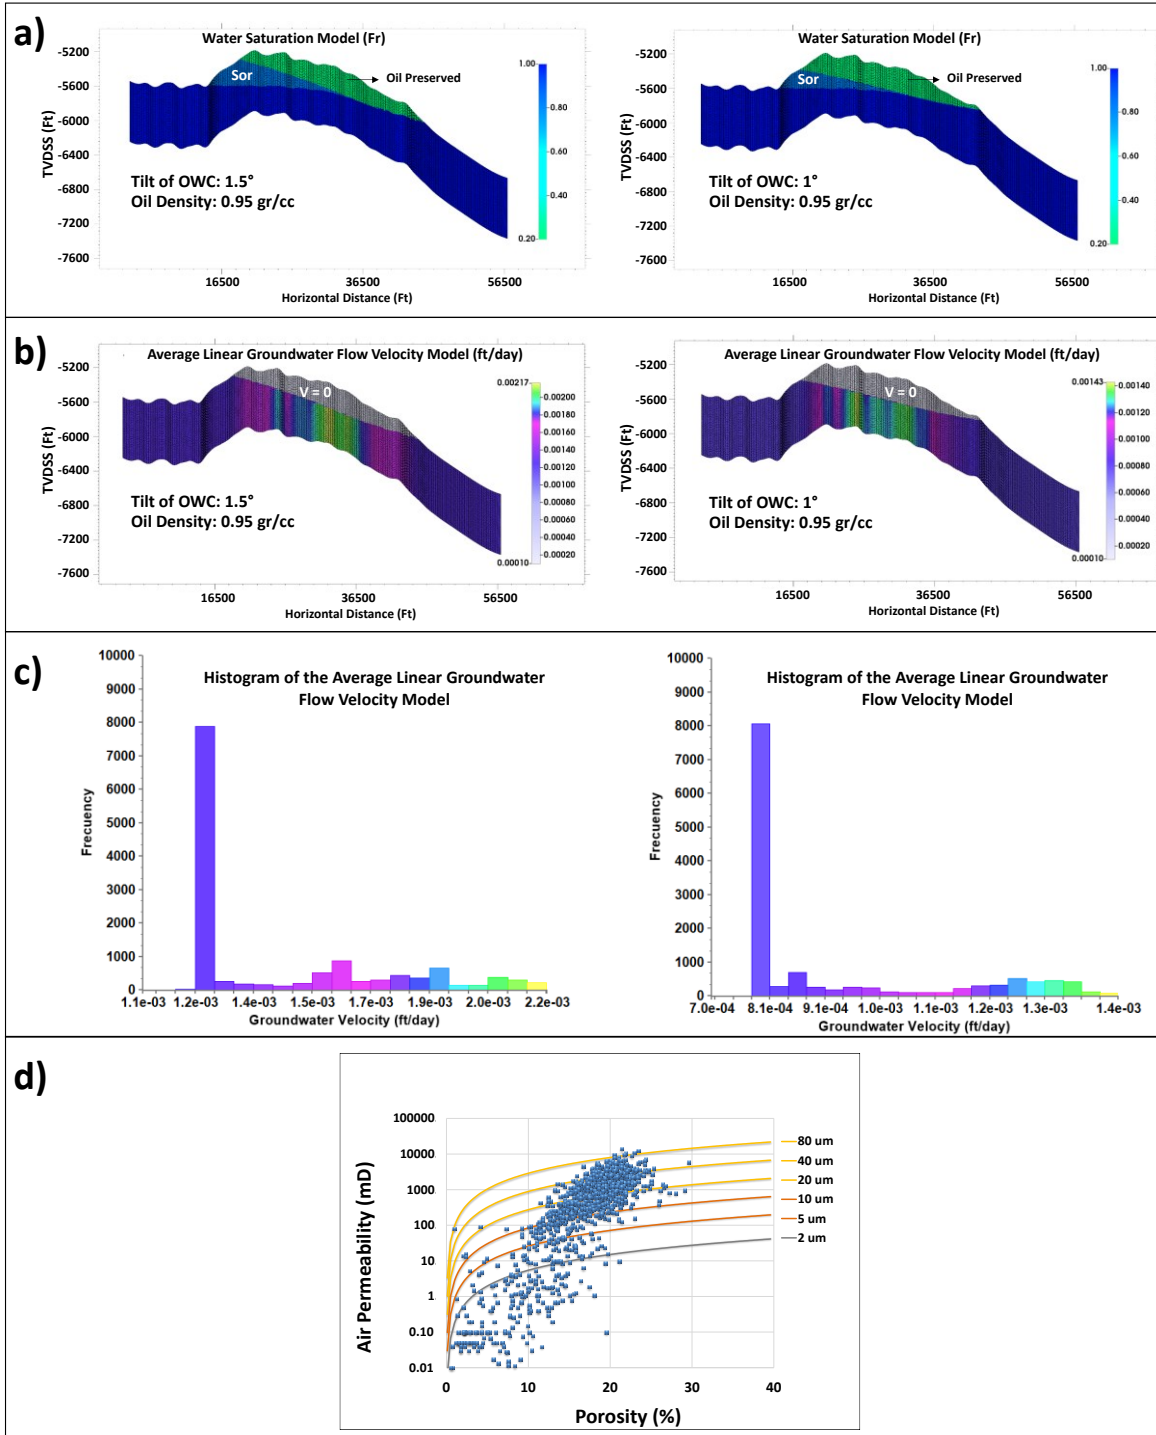 a)
Water Saturation Model (Fr)
-5200
-5600
-6000
-6400
-6800
-7200
-7600
TVDSS (Ft)
Sor
Oil Preserved
1.00
0.80
0.60
0.40
0.20
Tilt of OWC: 1.5°
Oil Density: 0.95 gr/cc
16500
36500
56500
Horizontal Distance (Ft)
Water Saturation Model (Fr)
-5200
-5600
-6000
-6400
-6800
-7200
-7600
TVDSS (Ft)
Sor
Oil Preserved
1.00
0.80
0.60
0.40
0.20
Tilt of OWC: 1°
Oil Density: 0.95 gr/cc
16500
36500
56500
Horizontal Distance (Ft)
b)
Average Linear Groundwater Flow Velocity Model (ft/day)
-5200
-5600
-6000
-6400
-6800
-7200
-7600
TVDSS (Ft)
V = 0
0.00217
0.00200
0.00180
0.00160
0.00140
0.00120
0.00100
0.00080
0.00060
0.00040
0.00020
0.00010
Tilt of OWC: 1.5°
Oil Density: 0.95 gr/cc
16500
36500
56500
Horizontal Distance (Ft)
Average Linear Groundwater Flow Velocity Model (ft/day)
-5200
-5600
-6000
-6400
-6800
-7200
-7600
TVDSS (Ft)
V = 0
0.00143
0.00140
0.00120
0.00100
0.00080
0.00060
0.00040
0.00020
0.00010
Tilt of OWC: 1°
Oil Density: 0.95 gr/cc
16500
36500
56500
Horizontal Distance (Ft)
c)
Histogram of the Average Linear Groundwater
Flow Velocity Model
10000
9000
8000
7000
6000
5000
4000
3000
2000
1000
0
Frecuency
1.1e-03
1.2e-03
1.4e-03
1.5e-03
1.7e-03
1.9e-03
2.0e-03
2.2e-03
Groundwater Velocity (ft/day)
Histogram of the Average Linear Groundwater
Flow Velocity Model
10000
9000
8000
7000
6000
5000
4000
3000
2000
1000
0
Frecuency
7.0e-04
8.1e-04
9.1e-04
1.0e-03
1.1e-03
1.2e-03
1.3e-03
1.4e-03
Groundwater Velocity (ft/day)
d)
100000
10000
1000
100
10
1
0.10
0.01
Air Permeability (mD)
80 um
40 um
20 um
10 um
5 um
2 um
0
10
20
30
40
Porosity (%)